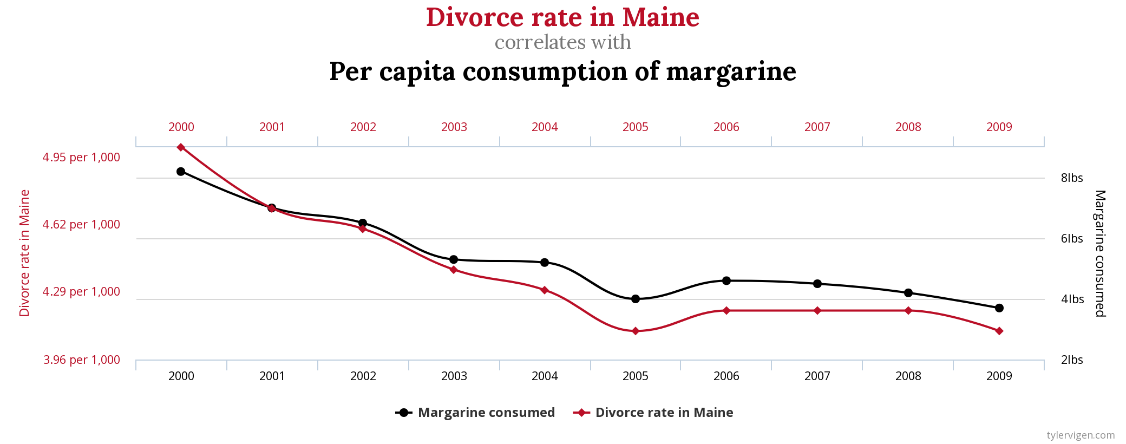 Divorce rate in Maine
correlates with
Per capita consumption of margarine
2000 2001 2002 2003 2004 2005 2006 2007 2008 2009
Divorce rate in Maine
4.95 per 1,000
4.62 per 1,000
4.29 per 1,000
3.96 per 1,000
8lbs
6lbs
4lbs
2lbs
Margarine consumed
2000 2001 2002 2003 2004 2005 2006 2007 2008 2009
Margarine consumed Divorce rate in Maine
tylervigen.com